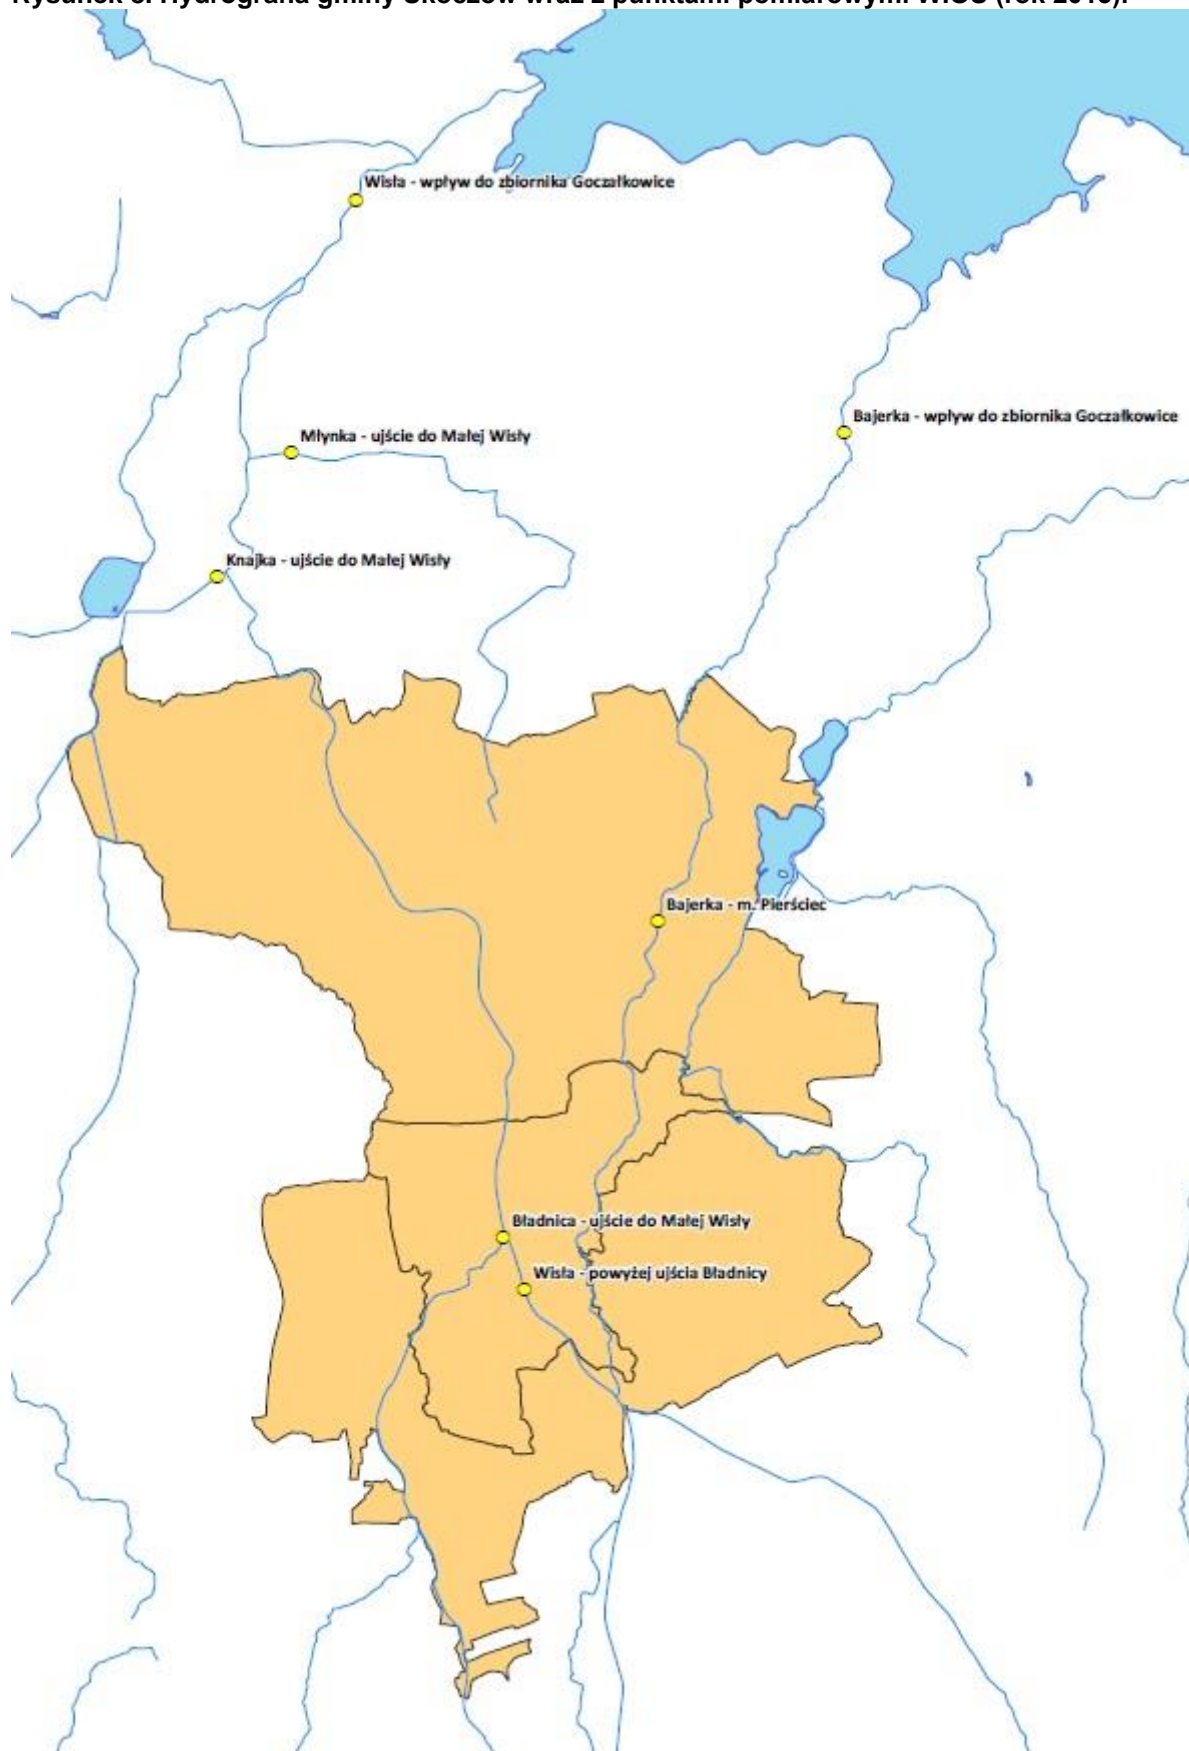 Wisła - wpływ do zbiornika Goczałkowice
Bajerka - wpływ do zbiornika Goczałkowice
Młynka - ujście do Małej Wisły
Knajka - ujście do Małej Wisły
Bajerka - m. Pierściec
Bładnica - ujście do Małej Wisły
Wisła - powyżej ujścia Bładnicy